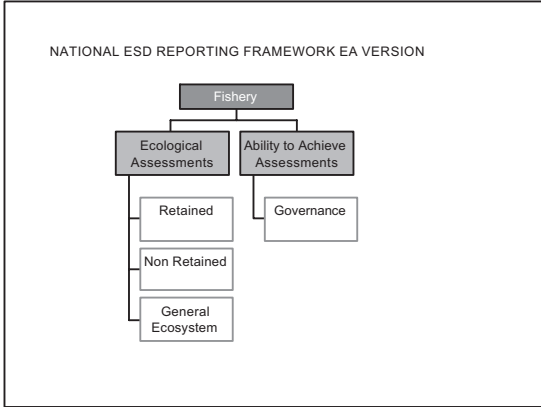 NATIONAL ESD REPORTING FRAMEWORK EA VERSION
Fishery
Ecological
Assessments
Ability to Achieve
Assessments
Retained
Non Retained
General
Ecosystem
Governance